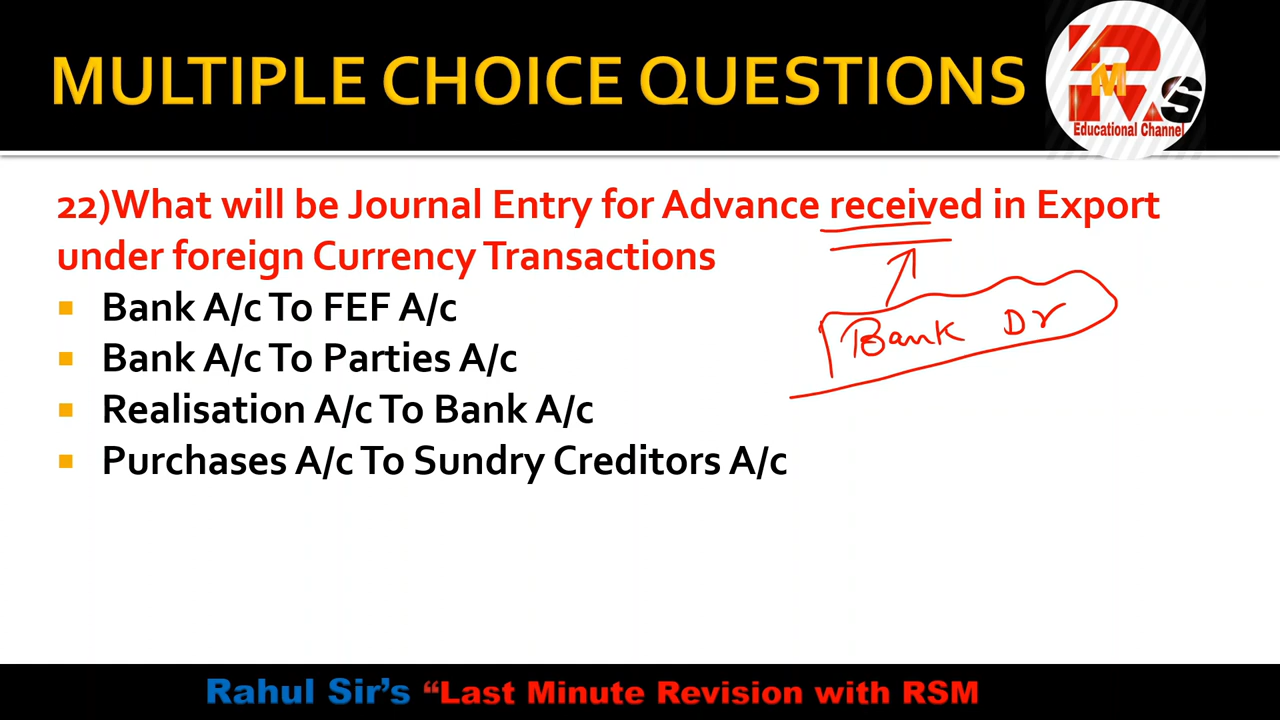 MULTIPLE CHOICE QUESTIONS
RMS
Educational Channel
22)What will be Journal Entry for Advance received in Export
under foreign Currency Transactions
Bank A/c To FEF A/c
Bank A/c To Parties A/c
Realisation A/c To Bank A/c
Purchases A/c To Sundry Creditors A/c
Bank Dr
Rahul Sir's "Last Minute Revision with RSM